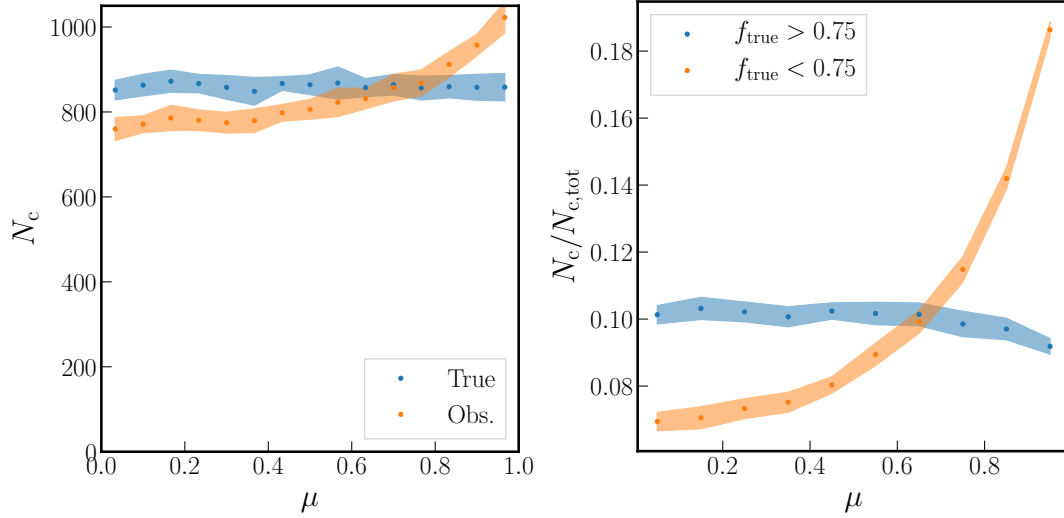 1000
800
600
400
200
0
N_c
0.0 0.2 0.4 0.6 0.8 1.0
μ
True
Obs.
0.18
0.16
0.14
0.12
0.10
0.08
N_c/N_c,tot
0.2 0.4 0.6 0.8
μ
f_true > 0.75
f_true < 0.75